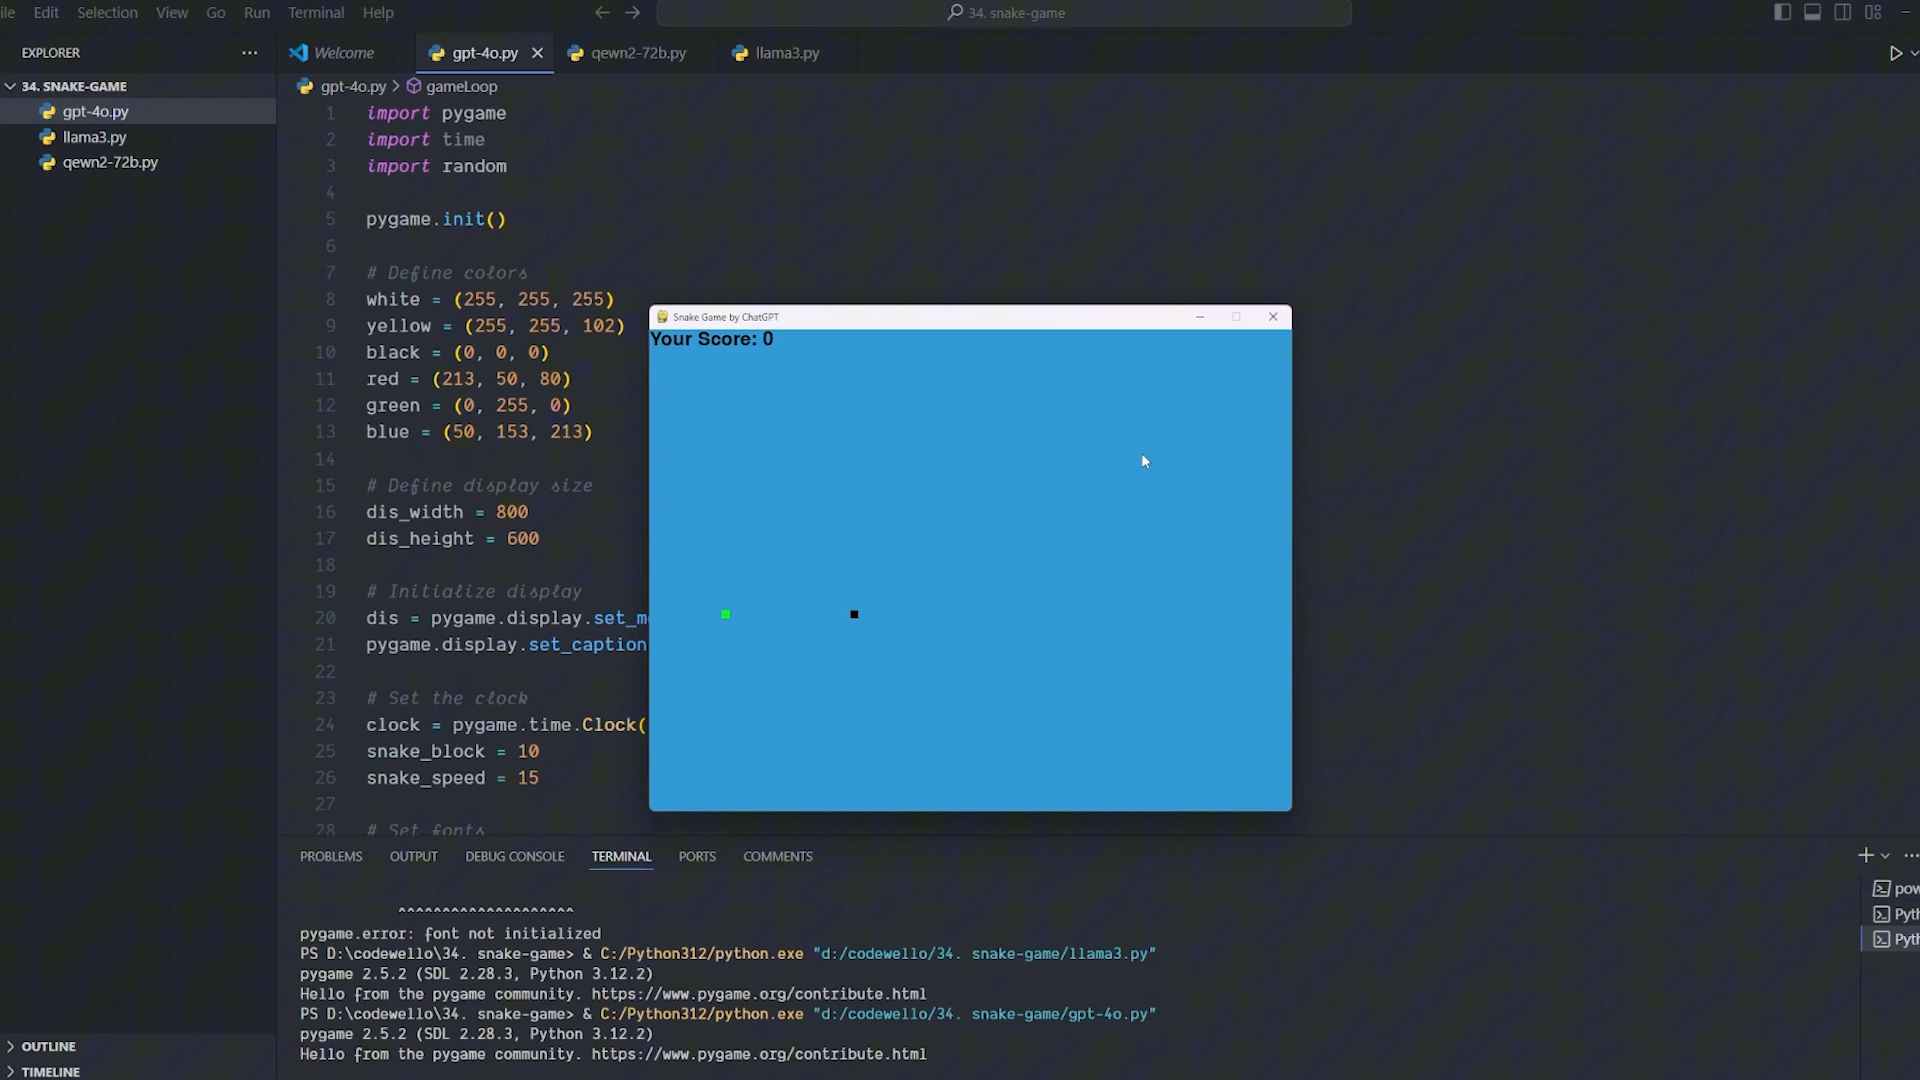 ile Edit Selection View Go Run Terminal Help
34. snake-game
EXPLORER
Welcome
gpt-4o.py
qewn2-72b.py
llama3.py
34. SNAKE-GAME
gpt-4o.py
llama3.py
qewn2-72b.py
gpt-4o.py > gameLoop
1 import pygame
2 import time
3 import random
4
5 pygame.init()
6
7 # Define colors
8 white = (255, 255, 255)
9 yellow = (255, 255, 102)
10 black = (0, 0, 0)
11 red = (213, 50, 80)
12 green = (0, 255, 0)
13 blue = (50, 153, 213)
14
15 # Define display size
16 dis_width = 800
17 dis_height = 600
18
19 # Initialize display
20 dis = pygame.display.set_m
21 pygame.display.set_caption
22
23 # Set the clock
24 clock = pygame.time.Clock(
25 snake_block = 10
26 snake_speed = 15
27
28 # Set fonts
Snake Game by ChatGPT
Your Score: 0
PROBLEMS OUTPUT DEBUG CONSOLE TERMINAL PORTS COMMENTS
^^^^^^^^^^^^^^^^^^^^
pygame.error: font not initialized
PS D:\codewello\34. snake-game> & C:/Python312/python.exe "d:/codewello/34. snake-game/llama3.py"
pygame 2.5.2 (SDL 2.28.3, Python 3.12.2)
Hello from the pygame community. https://www.pygame.org/contribute.html
PS D:\codewello\34. snake-game> & C:/Python312/python.exe "d:/codewello/34. snake-game/gpt-4o.py"
pygame 2.5.2 (SDL 2.28.3, Python 3.12.2)
Hello from the pygame community. https://www.pygame.org/contribute.html
pow
Pyth
Pyth
OUTLINE
TIMELINE